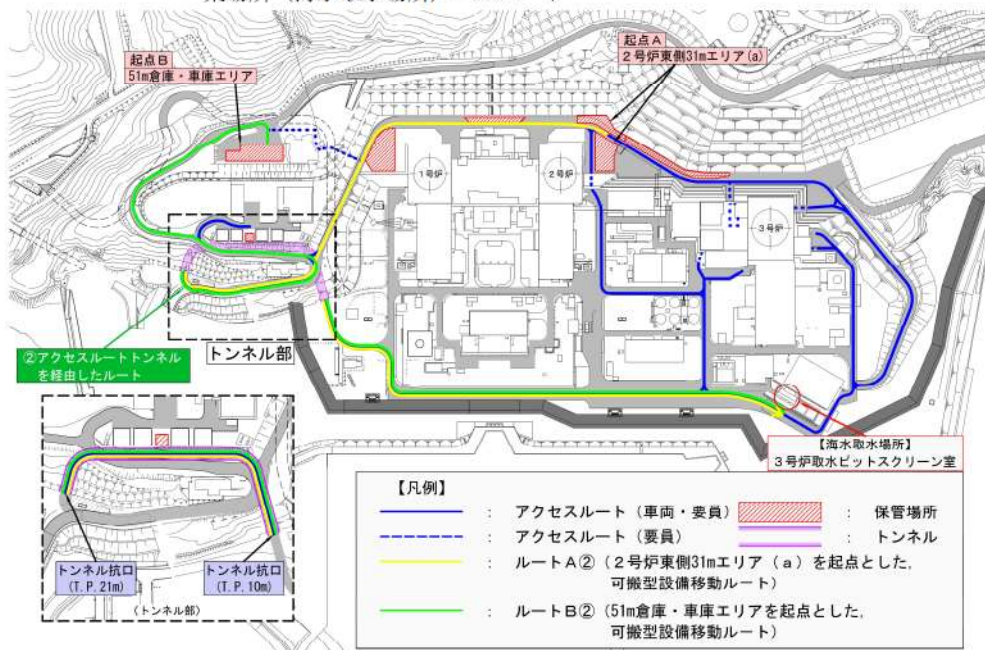 起点B
51m倉庫・車庫エリア
起点A
2号炉東側31mエリア(a)
1号炉
2号炉
3号炉
トンネル部
②アクセスルートトンネル
を経由したルート
【海水取水場所】
3号炉取水ピットスクリーン室
トンネル抗口
(T.P.21m)
トンネル抗口
(T.P.10m)
(トンネル部)
【凡例】
: アクセスルート（車両・要員）
: 保管場所
: アクセスルート（要員）
: トンネル
: ルートA②（2号炉東側31mエリア（a）を起点とした，
可搬型設備移動ルート）
: ルートB②（51m倉庫・車庫エリアを起点とした，
可搬型設備移動ルート）